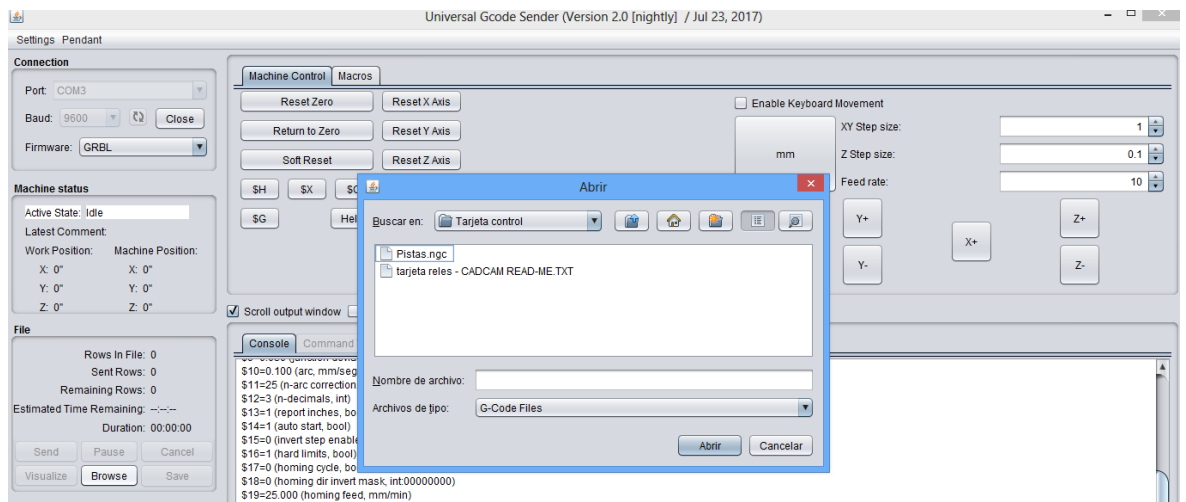 Universal Gcode Sender (Version 2.0 [nightly] / Jul 23, 2017)
Settings Pendant
Connection
Port: COM3
Baud: 9600 Close
Firmware: GRBL
Machine status
Active State: Idle
Latest Comment:
Work Position: Machine Position:
X: 0" X: 0"
Y: 0" Y: 0"
Z: 0" Z: 0"
File
Rows In File: 0
Sent Rows: 0
Remaining Rows: 0
Estimated Time Remaining: --:--:--
Duration: 00:00:00
Send Pause Cancel
Visualize Browse Save
Machine Control Macros
Reset Zero Reset X Axis
Return to Zero Reset Y Axis
Soft Reset Reset Z Axis
$H $X
$G
Enable Keyboard Movement
mm
XY Step size: 1
Z Step size: 0.1
Feed rate: 10
Y+ Z+
X+
Y- Z-
Abrir
Buscar en: Tarjeta control
Pistas.ngc
tarjeta reles - CADCAM READ-ME.TXT
Nombre de archivo:
Archivos de tipo: G-Code Files
Abrir Cancelar
Scroll output window
Console Command
$10=0.100 (arc, mm/seg
$11=25 (n-arc correction
$12=3 (n-decimals, int)
$13=1 (report inches, bo
$14=1 (auto start, bool)
$15=0 (invert step enable
$16=1 (hard limits, bool)
$17=0 (homing cycle, bo
$18=0 (homing dir invert mask, int:00000000)
$19=25.000 (homing feed, mm/min)